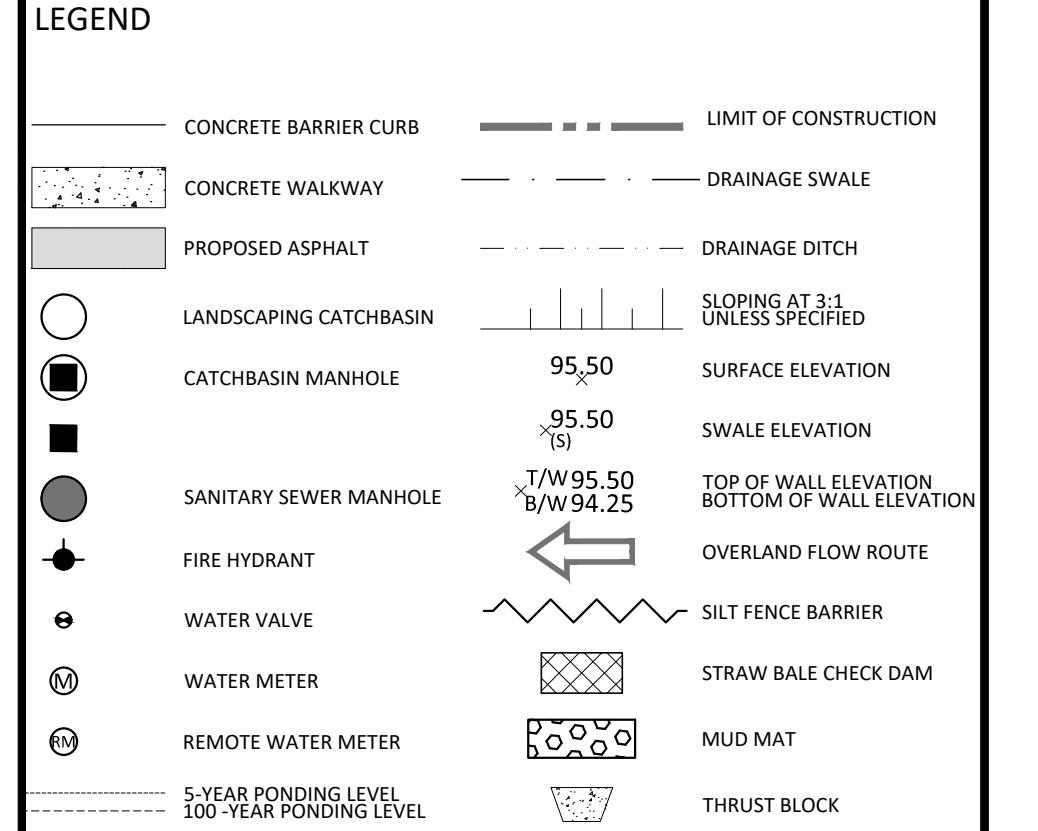 LEGEND
CONCRETE BARRIER CURB
CONCRETE WALKWAY
PROPOSED ASPHALT
LANDSCAPING CATCHBASIN
CATCHBASIN MANHOLE
SANITARY SEWER MANHOLE
FIRE HYDRANT
WATER VALVE
M WATER METER
RM REMOTE WATER METER
5-YEAR PONDING LEVEL
100 -YEAR PONDING LEVEL
LIMIT OF CONSTRUCTION
DRAINAGE SWALE
DRAINAGE DITCH
SLOPING AT 3:1
UNLESS SPECIFIED
95.50 SURFACE ELEVATION
95.50
(S)
SWALE ELEVATION
T/W 95.50
B/W 94.25
TOP OF WALL ELEVATION
BOTTOM OF WALL ELEVATION
OVERLAND FLOW ROUTE
SILT FENCE BARRIER
STRAW BALE CHECK DAM
MUD MAT
THRUST BLOCK